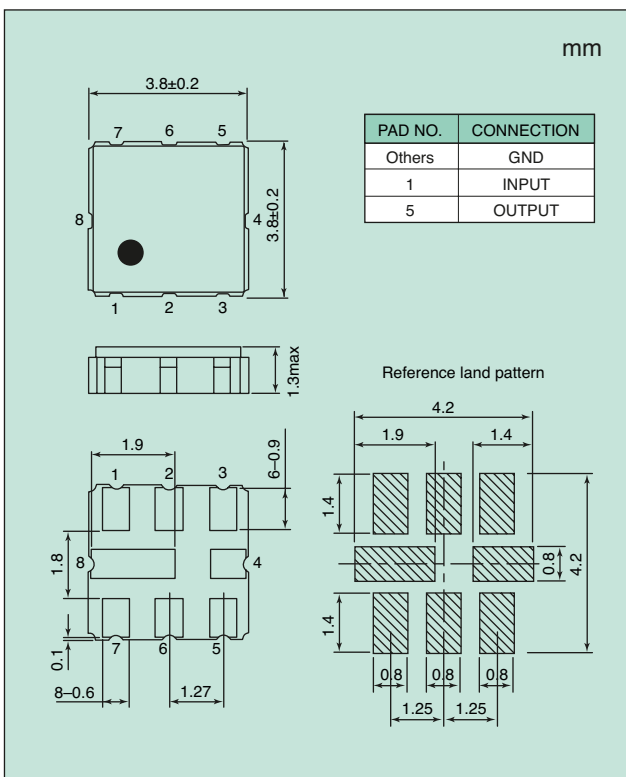 mm
3.8±0.2
7 6 5
PAD NO. CONNECTION
Others GND
1 INPUT
5 OUTPUT
8 4
3.8±0.2
1 2 3
1.3max
Reference land pattern
4.2
1.9 1.4
1.9
6–0.9
1 2 3
1.4
1.8
8 4
0.8
4.2
1.4
0.1
7 6 5
8–0.6
1.27
0.8 0.8 0.8
1.25 1.25